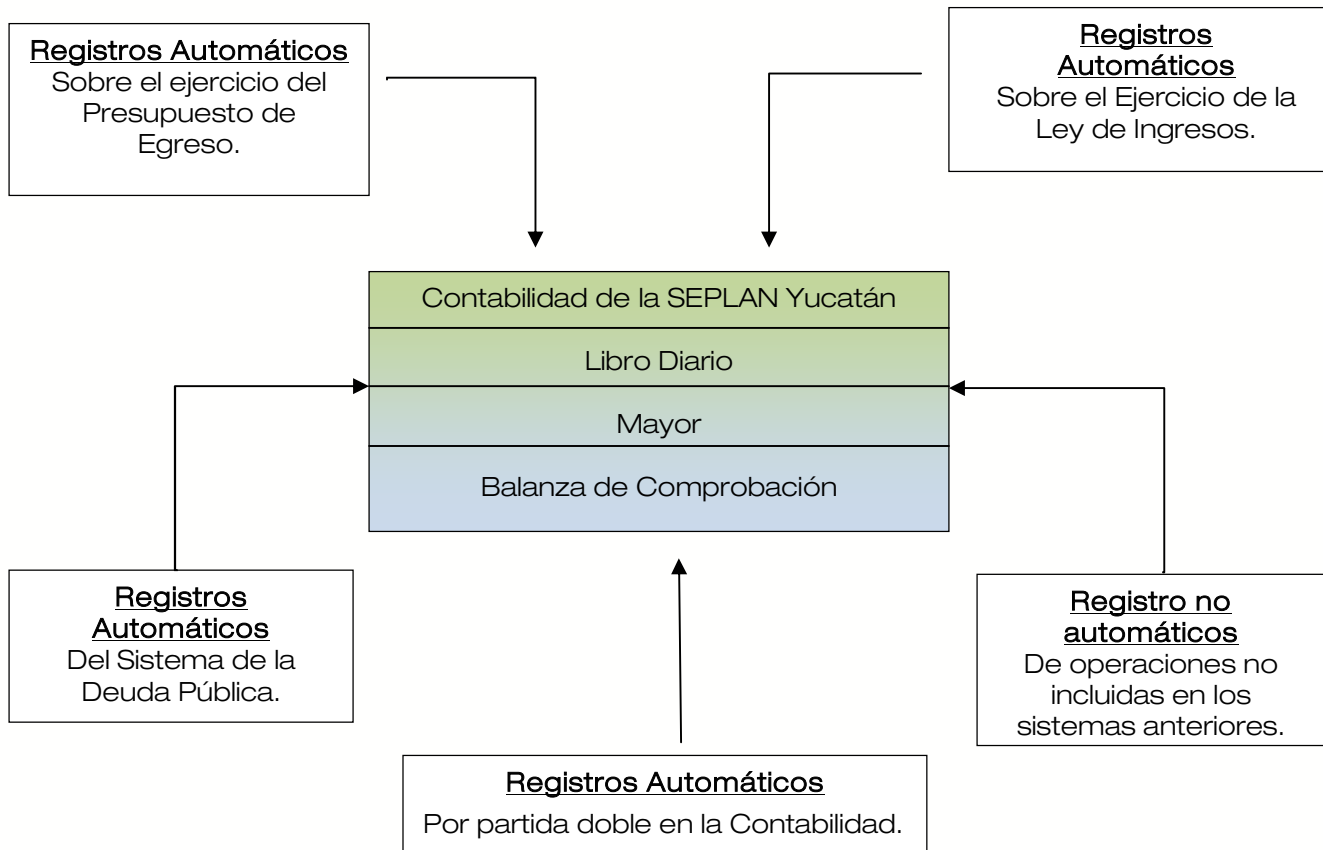 Registros Automáticos
Sobre el ejercicio del
Presupuesto de
Egreso.
Registros
Automáticos
Sobre el Ejercicio de la
Ley de Ingresos.
Contabilidad de la SEPLAN Yucatán
Libro Diario
Mayor
Balanza de Comprobación
Registros
Automáticos
Del Sistema de la
Deuda Pública.
Registro no
automáticos
De operaciones no
incluidas en los
sistemas anteriores.
Registros Automáticos
Por partida doble en la Contabilidad.